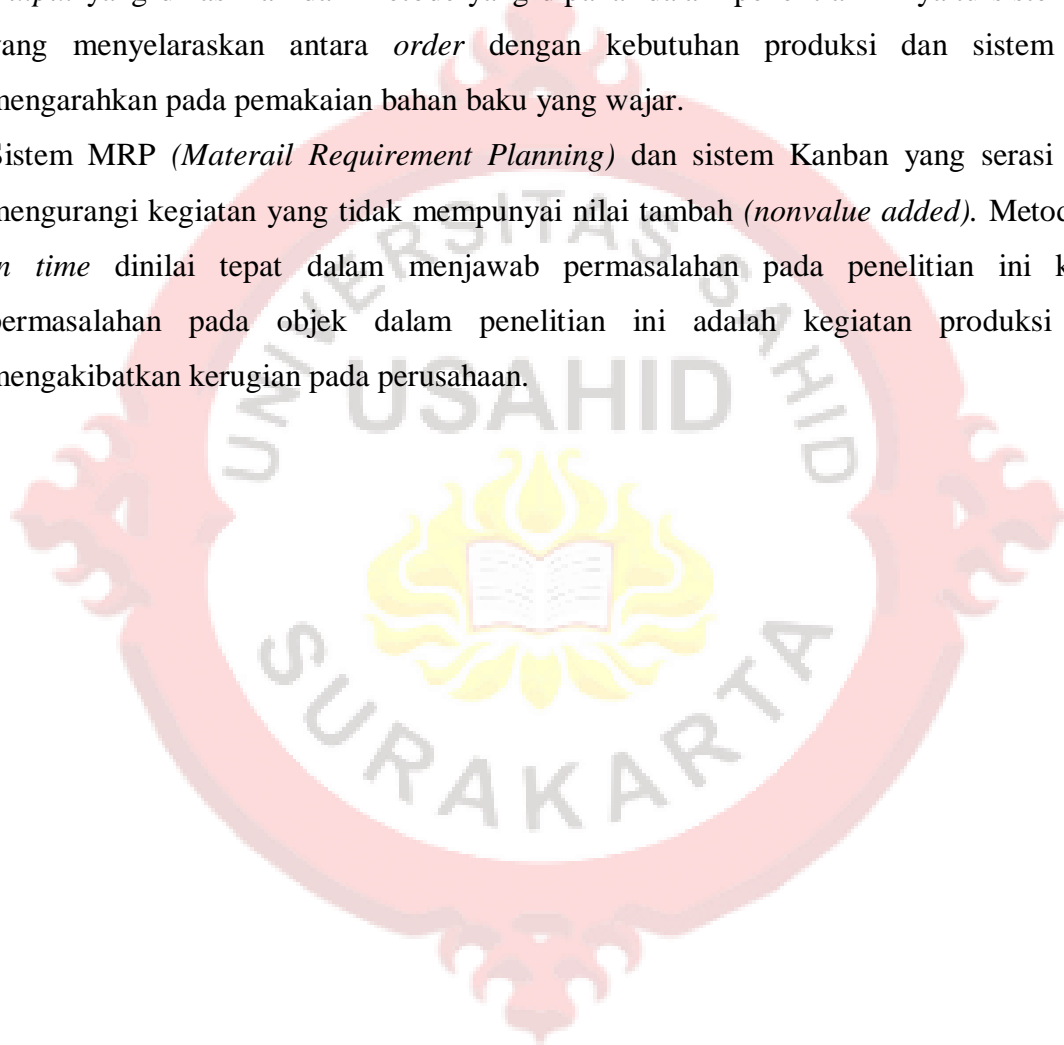 yang menyelaraskan antara order dengan kebutuhan produksi dan sistem
mengarahkan pada pemakaian bahan baku yang wajar.
Sistem MRP (Materail Requirement Planning) dan sistem Kanban yang serasi
mengurangi kegiatan yang tidak mempunyai nilai tambah (nonvalue added). Metod
in time dinilai tepat dalam menjawab permasalahan pada penelitian ini k
permasalahan pada objek dalam penelitian ini adalah kegiatan produksi
mengakibatkan kerugian pada perusahaan.
UNIVERSITAS SAHID
USAHID
SURAKARTA